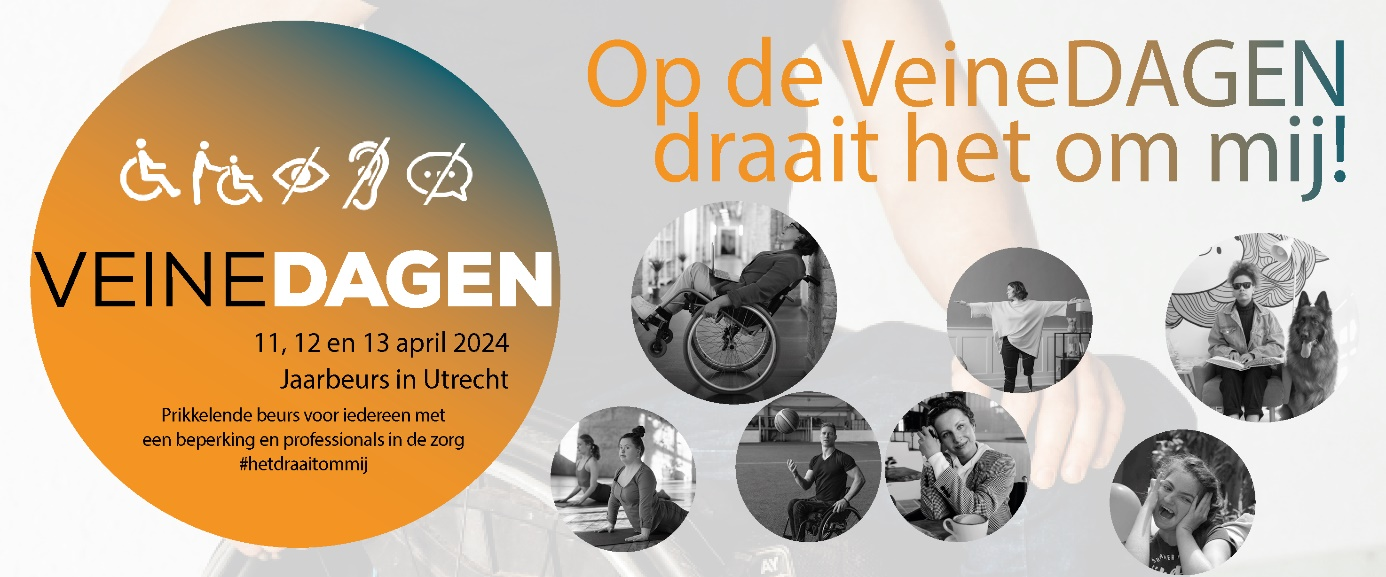 VEINEDAGEN
11, 12 en 13 april 2024
Jaarbeurs in Utrecht
Prikkelende beurs voor iedereen met
een beperking en professionals in de zorg
#hetdraaitommij
Op de VeineDAGEN
draait het om mij!
AY